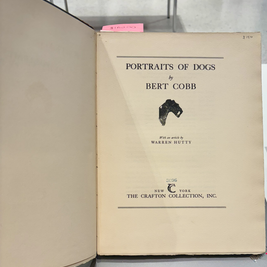 PORTRAITS OF DOGS
by
BERT COBB
With an article by
WARREN HUTTY
NEW YORK
THE CRAFTON COLLECTION, INC.